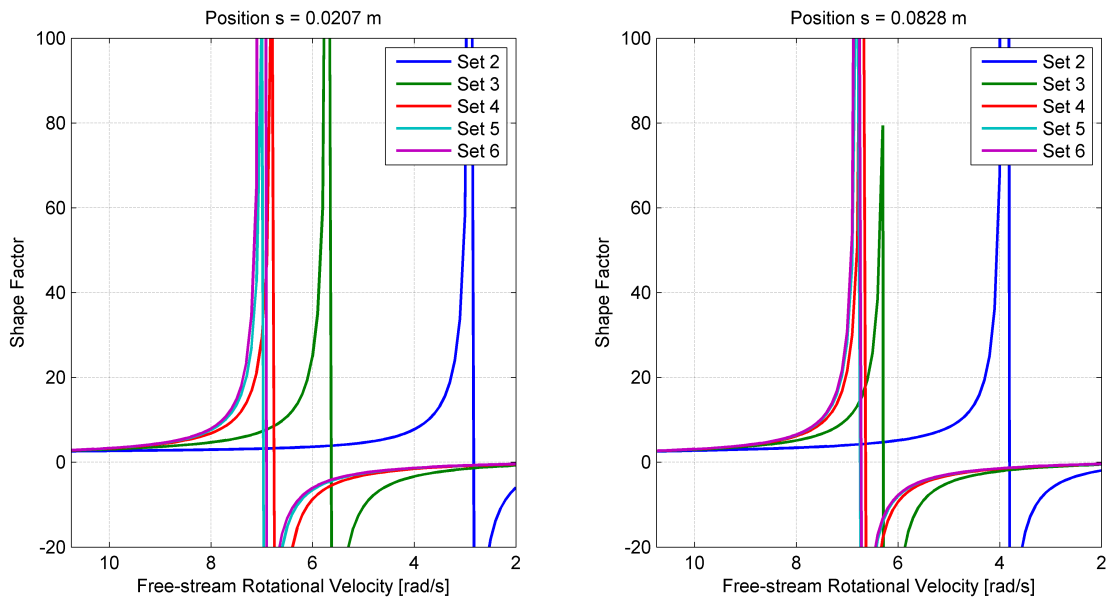 Position s = 0.0207 m
100
80
60
40
20
0
-20
10
8
6
4
2
Shape Factor
Free-stream Rotational Velocity [rad/s]
Set 2
Set 3
Set 4
Set 5
Set 6
Position s = 0.0828 m
100
80
60
40
20
0
-20
10
8
6
4
2
Shape Factor
Free-stream Rotational Velocity [rad/s]
Set 2
Set 3
Set 4
Set 5
Set 6